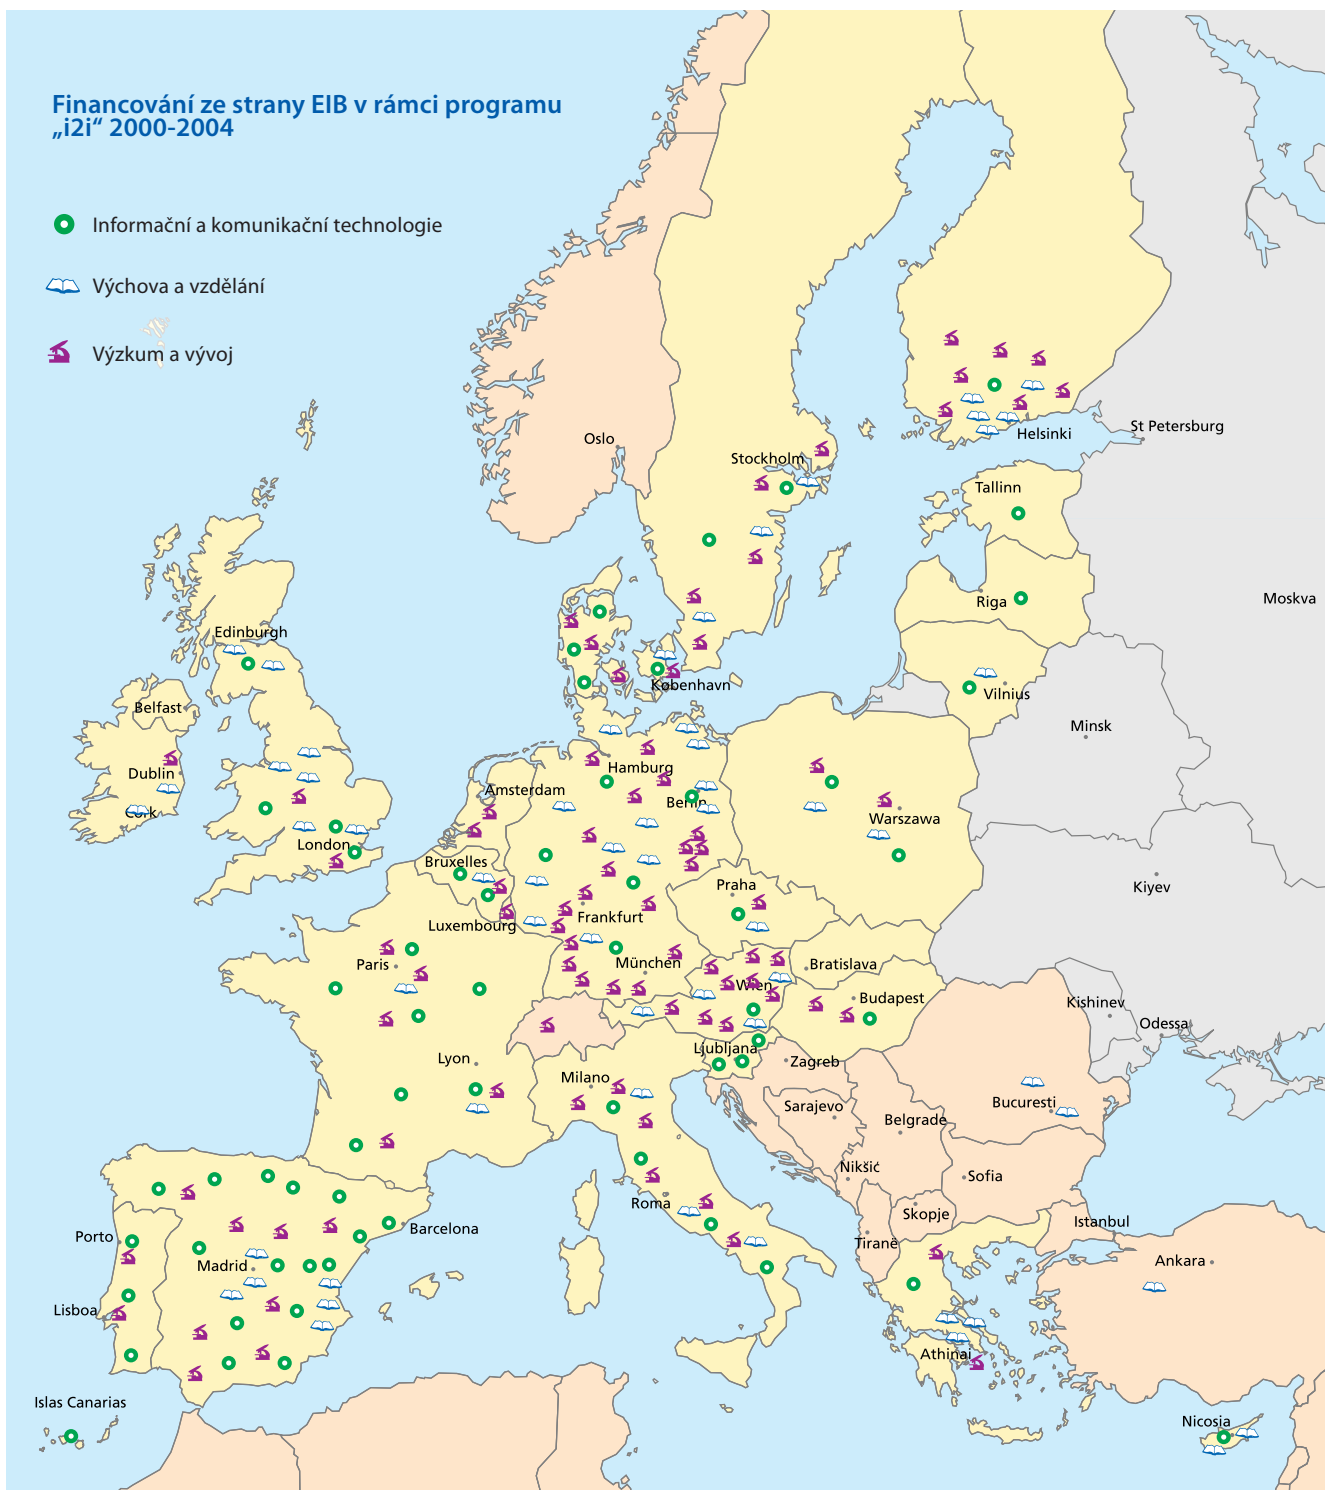 Financování ze strany EIB v rámci programu
„i2i“ 2000-2004
Informační a komunikační technologie
Výchova a vzdělání
Výzkum a vývoj
Oslo
Stockholm
Helsinki
St Petersburg
Tallinn
Riga
Moskva
Edinburgh
København
Vilnius
Belfast
Minsk
Dublin
Hamburg
Amsterdam
Berlin
Cork
Warszawa
London
Bruxelles
Praha
Kiyev
Luxembourg
Frankfurt
Paris
München
Bratislava
Wien
Budapest
Kishinev
Odessa
Ljubljana
Lyon
Zagreb
Milano
Sarajevo
Bucuresti
Belgrade
Nikšić
Sofia
Roma
Skopje
Istanbul
Barcelona
Porto
Tiranë
Madrid
Ankara
Lisboa
Athinai
Islas Canarias
Nicosia